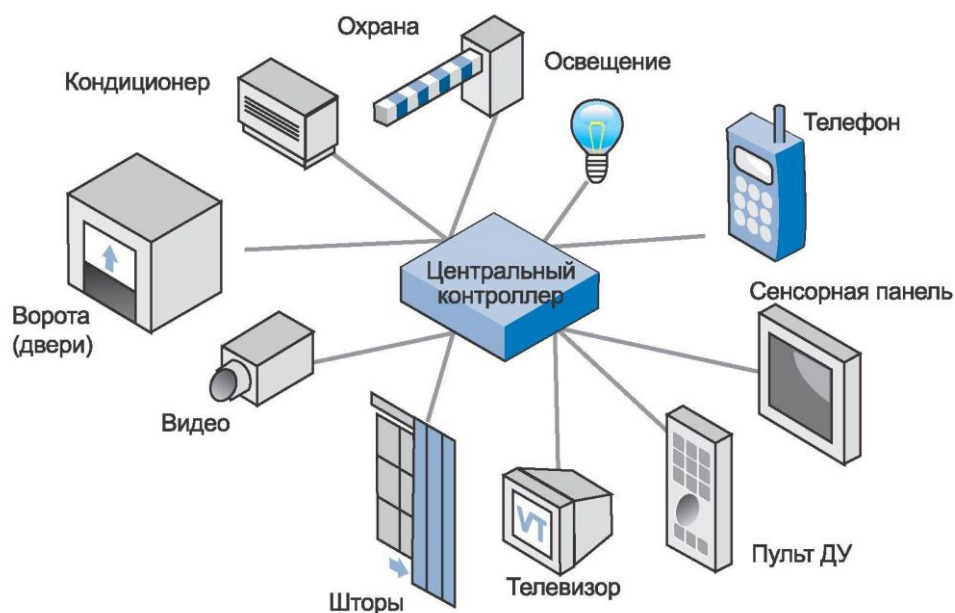 Охрана
Освещение
Кондиционер
Телефон
Центральный
контроллер
Сенсорная панель
Ворота
(двери)
Видео
VT
Пульт ДУ
Телевизор
Шторы